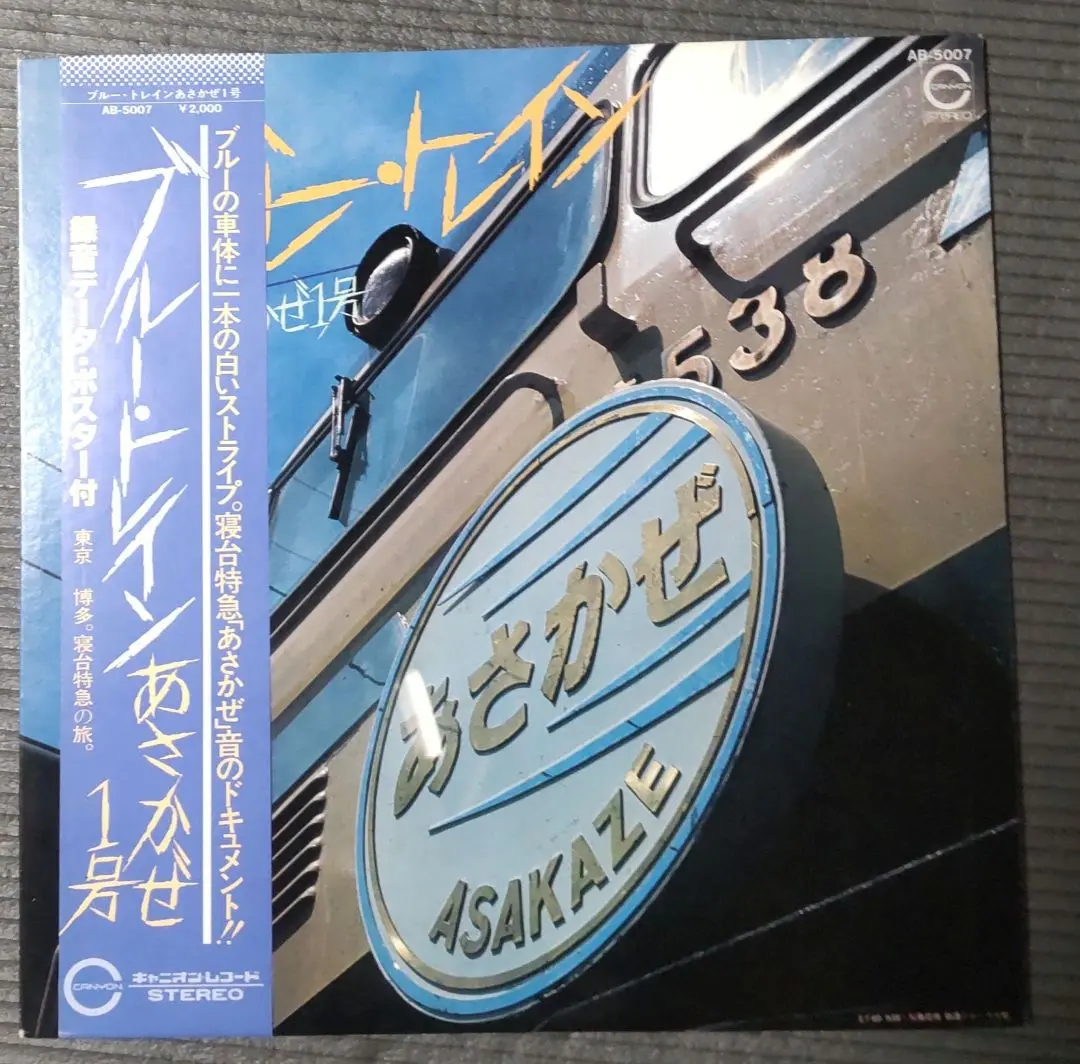 ブルー・トレインあさかぜ1号
AB-5007 ￥2,000
ブルーの車体に一本の白いストライプ。寝台特急「あさかぜ」音のドキュメント!!
ブルー・トレインあさかぜ
1号
録音データ・ポスター付
東京—博多。寝台特急の旅。
CANYON
キャニオン・レコード
STEREO
ー・トレイン
かぜ1号
AB-5007
CANYON
STEREO
538
あさかぜ
ASAKAZE